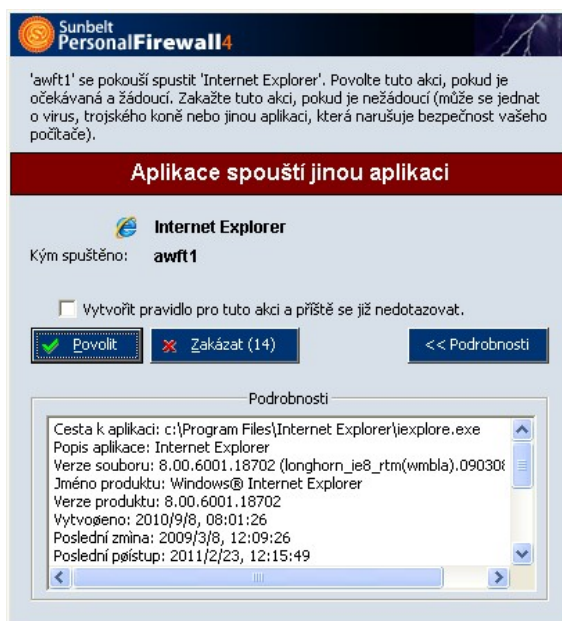 Sunbelt
PersonalFirewall4
'awft1' se pokouší spustit 'Internet Explorer'. Povolte tuto akci, pokud je
očekávaná a žádoucí. Zakažte tuto akci, pokud je nežádoucí (může se jednat
o virus, trojského koně nebo jinou aplikaci, která narušuje bezpečnost vašeho
počítače).
Aplikace spouští jinou aplikaci
Internet Explorer
Kým spuštěno: awft1
Vytvořit pravidlo pro tuto akci a příště se již nedotazovat.
Povolit Zakázat (14) << Podrobnosti
Podrobnosti
Cesta k aplikaci: c:\Program Files\Internet Explorer\iexplore.exe
Popis aplikace: Internet Explorer
Verze souboru: 8.00.6001.18702 (longhorn_ie8_rtm(wmbla).090308
Jméno produktu: Windows® Internet Explorer
Verze produktu: 8.00.6001.18702
Vytvoøeno: 2010/9/8, 08:01:26
Poslední zmìna: 2009/3/8, 12:09:26
Poslední pøístup: 2011/2/23, 12:15:49